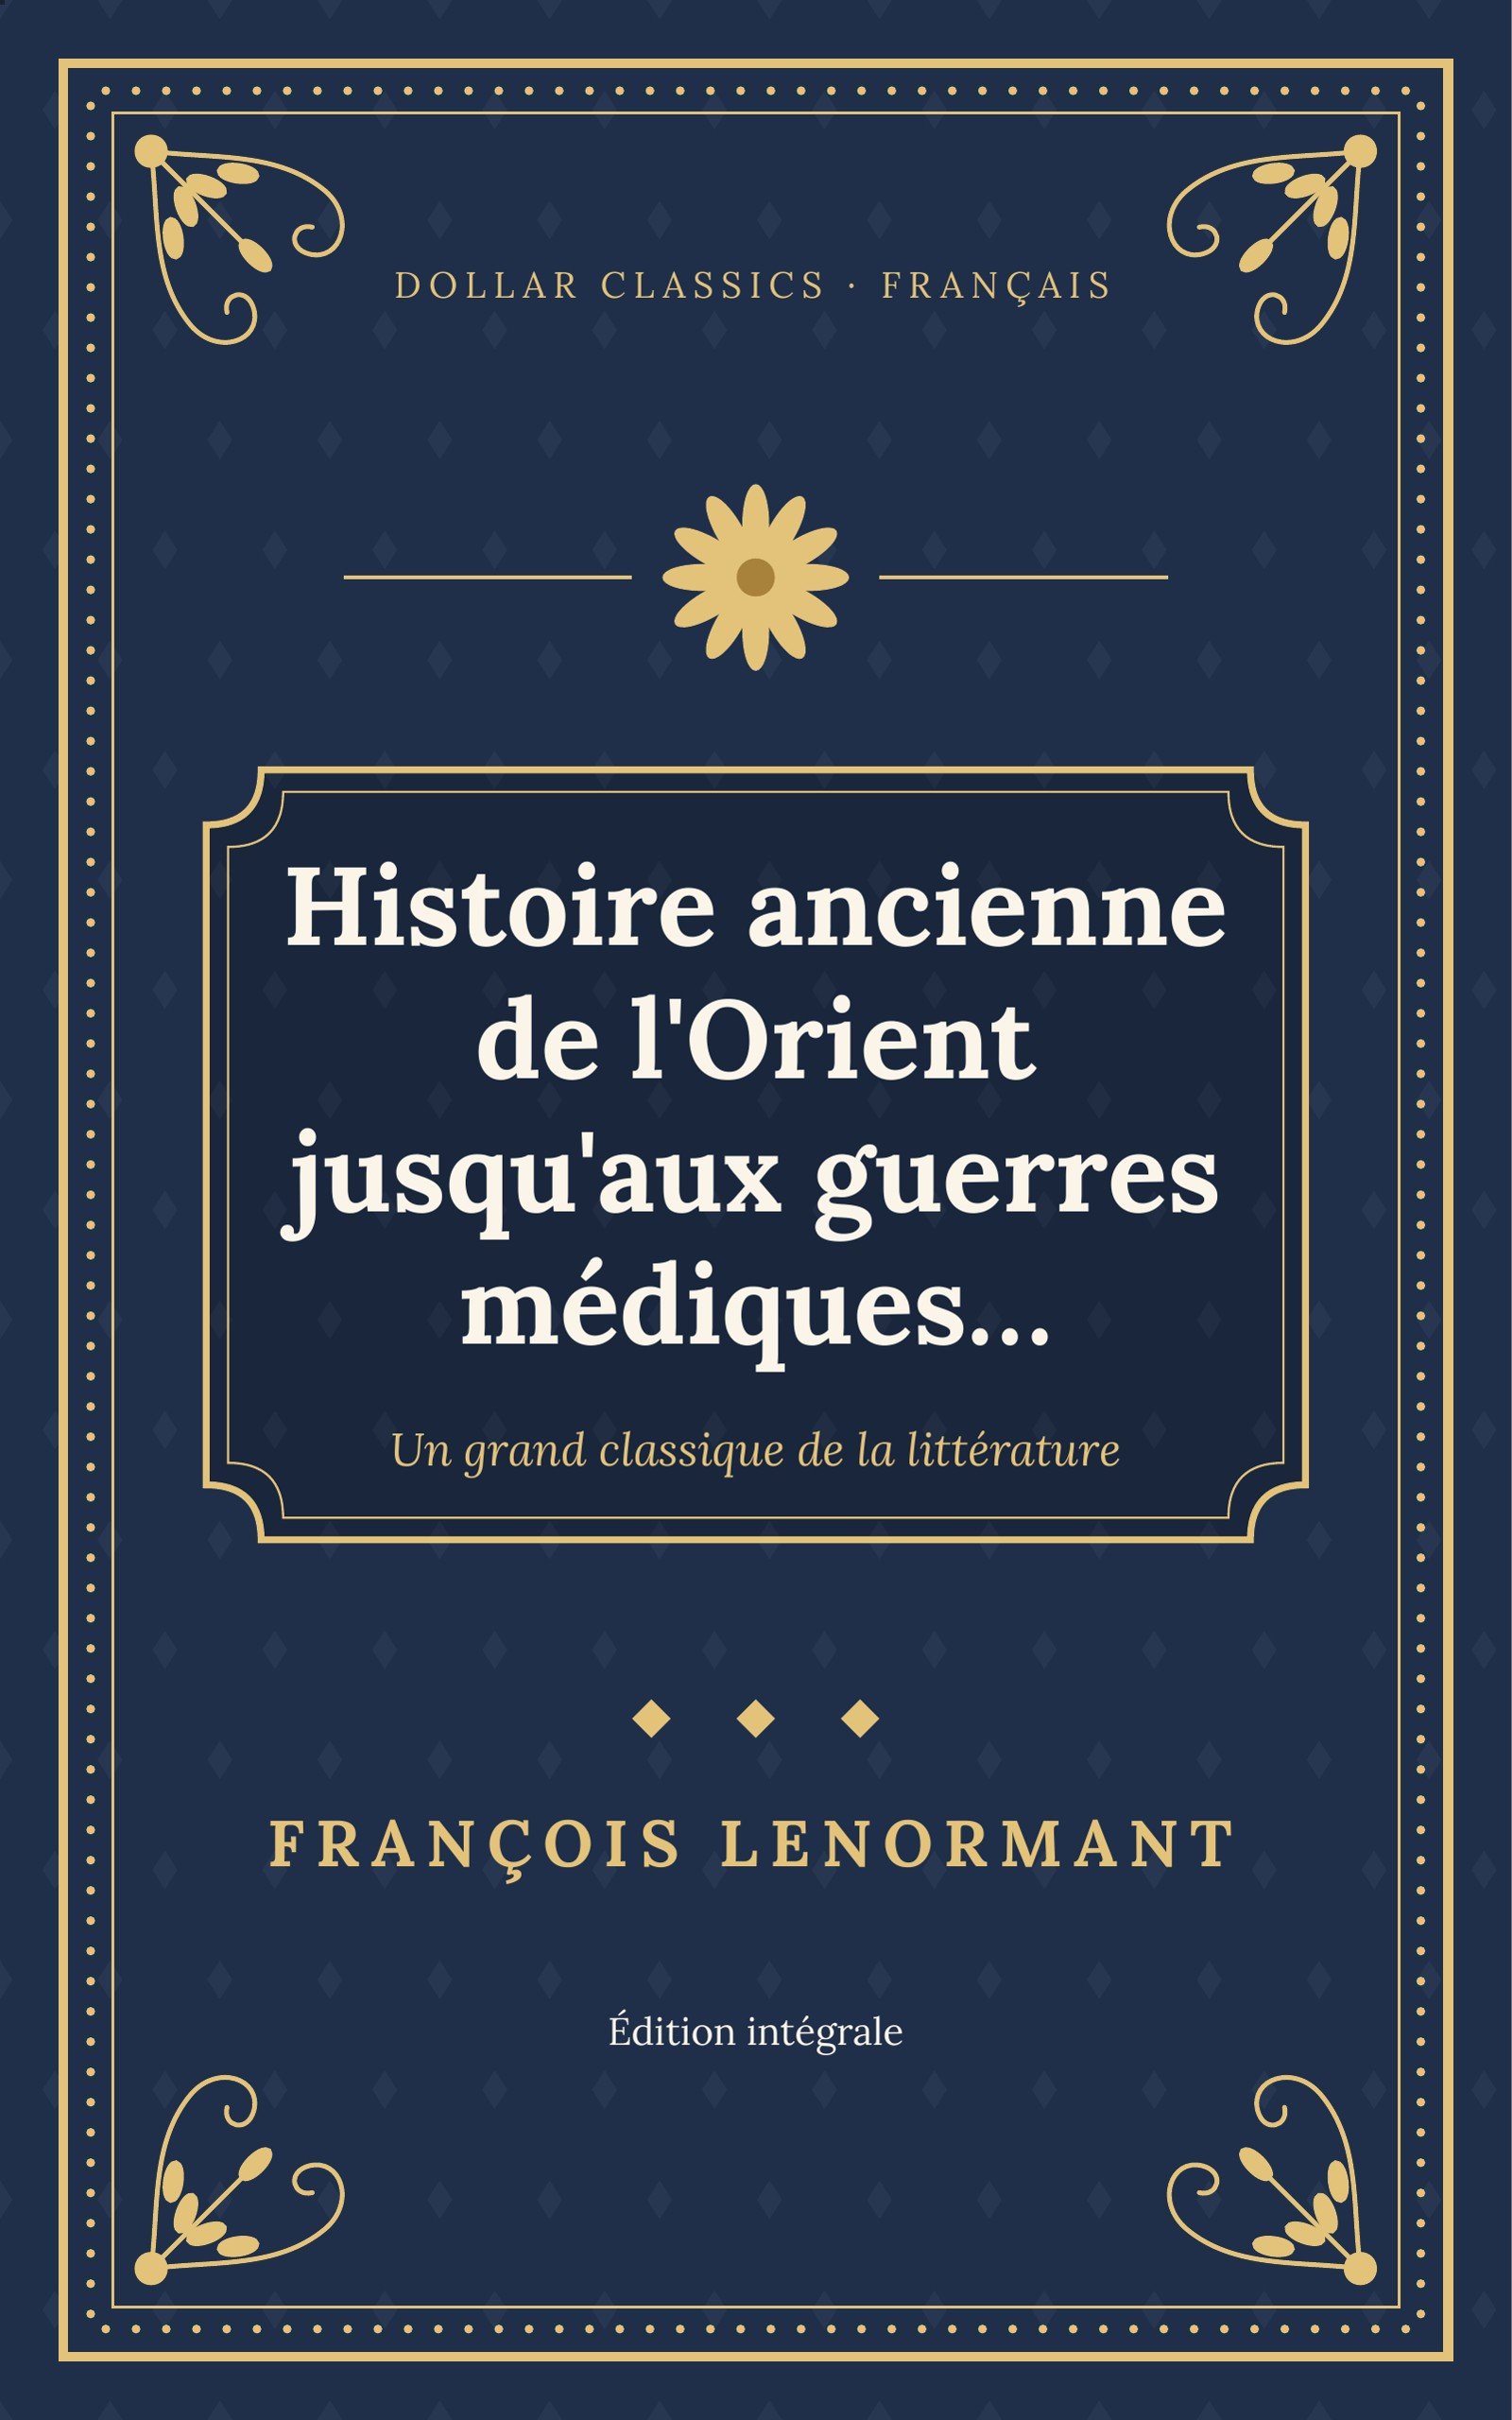 DOLLAR CLASSICS · FRANÇAIS
Histoire ancienne
de l'Orient
jusqu'aux guerres
médiques...
Un grand classique de la littérature
FRANÇOIS LENORMANT
Édition intégrale